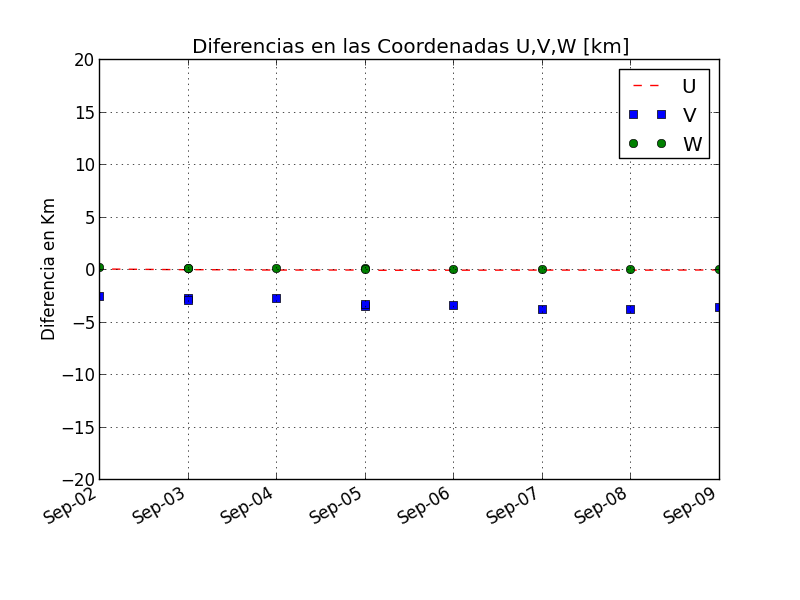 Diferencias en las Coordenadas U,V,W [km]
U
V
W
Diferencia en Km
20
15
10
5
0
−5
−10
−15
−20
Sep-02
Sep-03
Sep-04
Sep-05
Sep-06
Sep-07
Sep-08
Sep-09